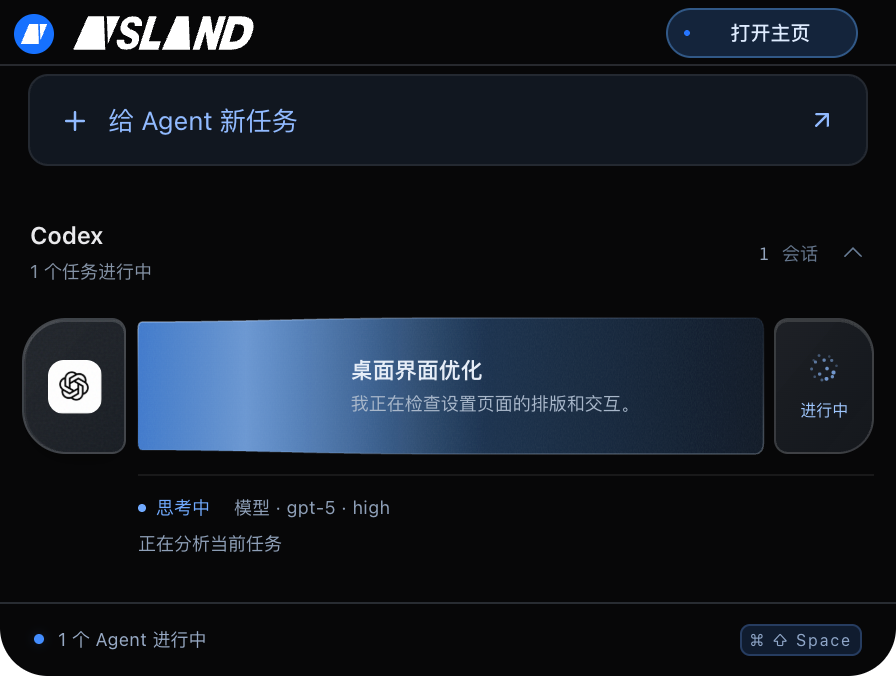 AISLAND
打开主页
给 Agent 新任务
Codex
1 个任务进行中
1 会话
桌面界面优化
我正在检查设置页面的排版和交互。
进行中
思考中 模型 · gpt-5 · high
正在分析当前任务
1 个 Agent 进行中
⌘ ⇧ Space